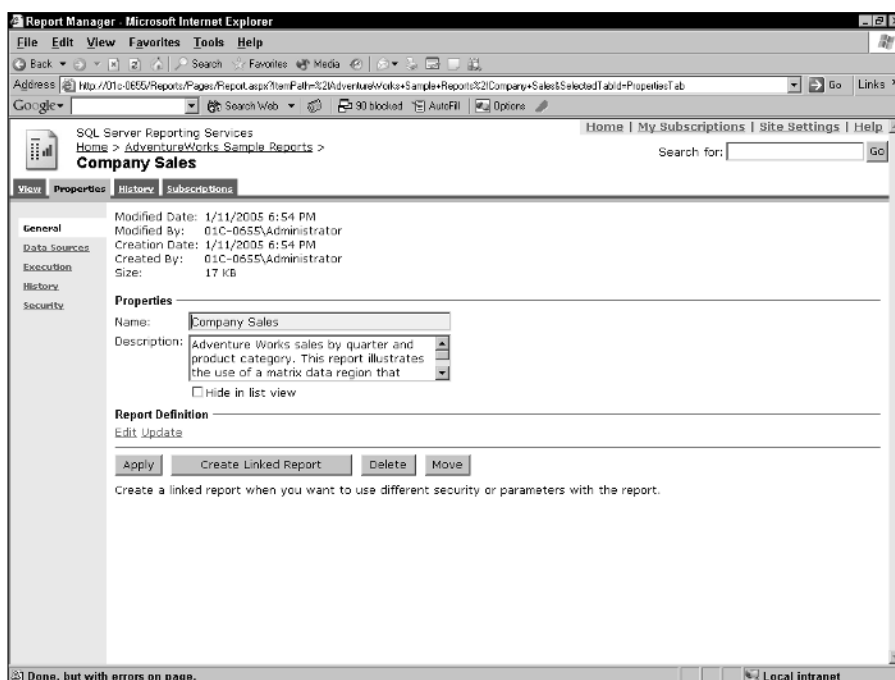 Report Manager - Microsoft Internet Explorer
File Edit View Favorites Tools Help
Back Search Favorites Media
Address http://01c-0655/Reports/Pages/Report.aspx?ItemPath=%2fAdventureWorks+Sample+Reports%2fCompany+Sales&SelectedTabId=PropertiesTab Go Links
Google Search Web 90 blocked AutoFill Options
SQL Server Reporting Services
Home | My Subscriptions | Site Settings | Help
Home > AdventureWorks Sample Reports >
Company Sales
Search for: Go
View Properties History Subscriptions
General
Data Sources
Execution
History
Security
Modified Date: 1/11/2005 6:54 PM
Modified By: 01C-0655\Administrator
Creation Date: 1/11/2005 6:54 PM
Created By: 01C-0655\Administrator
Size: 17 KB
Properties
Name: Company Sales
Description: Adventure Works sales by quarter and
product category. This report illustrates
the use of a matrix data region that
Hide in list view
Report Definition
Edit Update
Apply Create Linked Report Delete Move
Create a linked report when you want to use different security or parameters with the report.
Done, but with errors on page. Local intranet